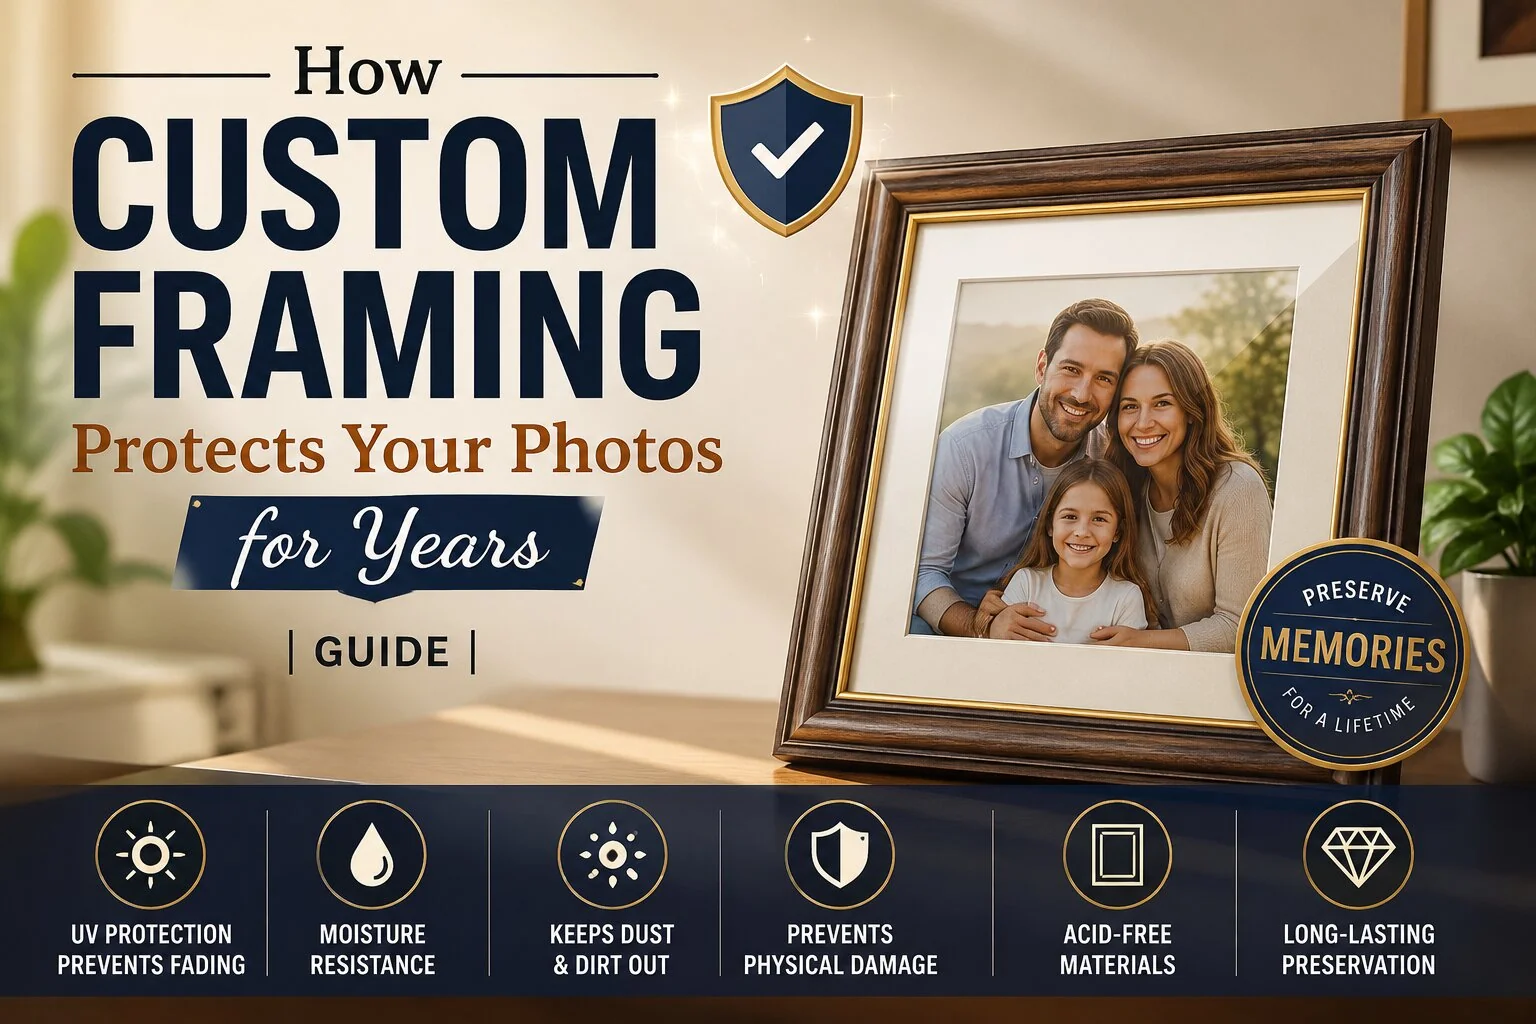 How
CUSTOM
FRAMING
Protects Your Photos
for Years
| GUIDE |
PRESERVE
MEMORIES
FOR A LIFETIME
UV PROTECTION
PREVENTS FADING
MOISTURE
RESISTANCE
KEEPS DUST
& DIRT OUT
PREVENTS
PHYSICAL DAMAGE
ACID-FREE
MATERIALS
LONG-LASTING
PRESERVATION